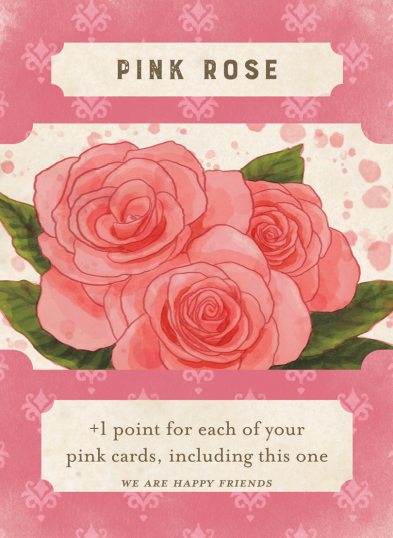 PINK ROSE
+1 point for each of your
pink cards, including this one
WE ARE HAPPY FRIENDS